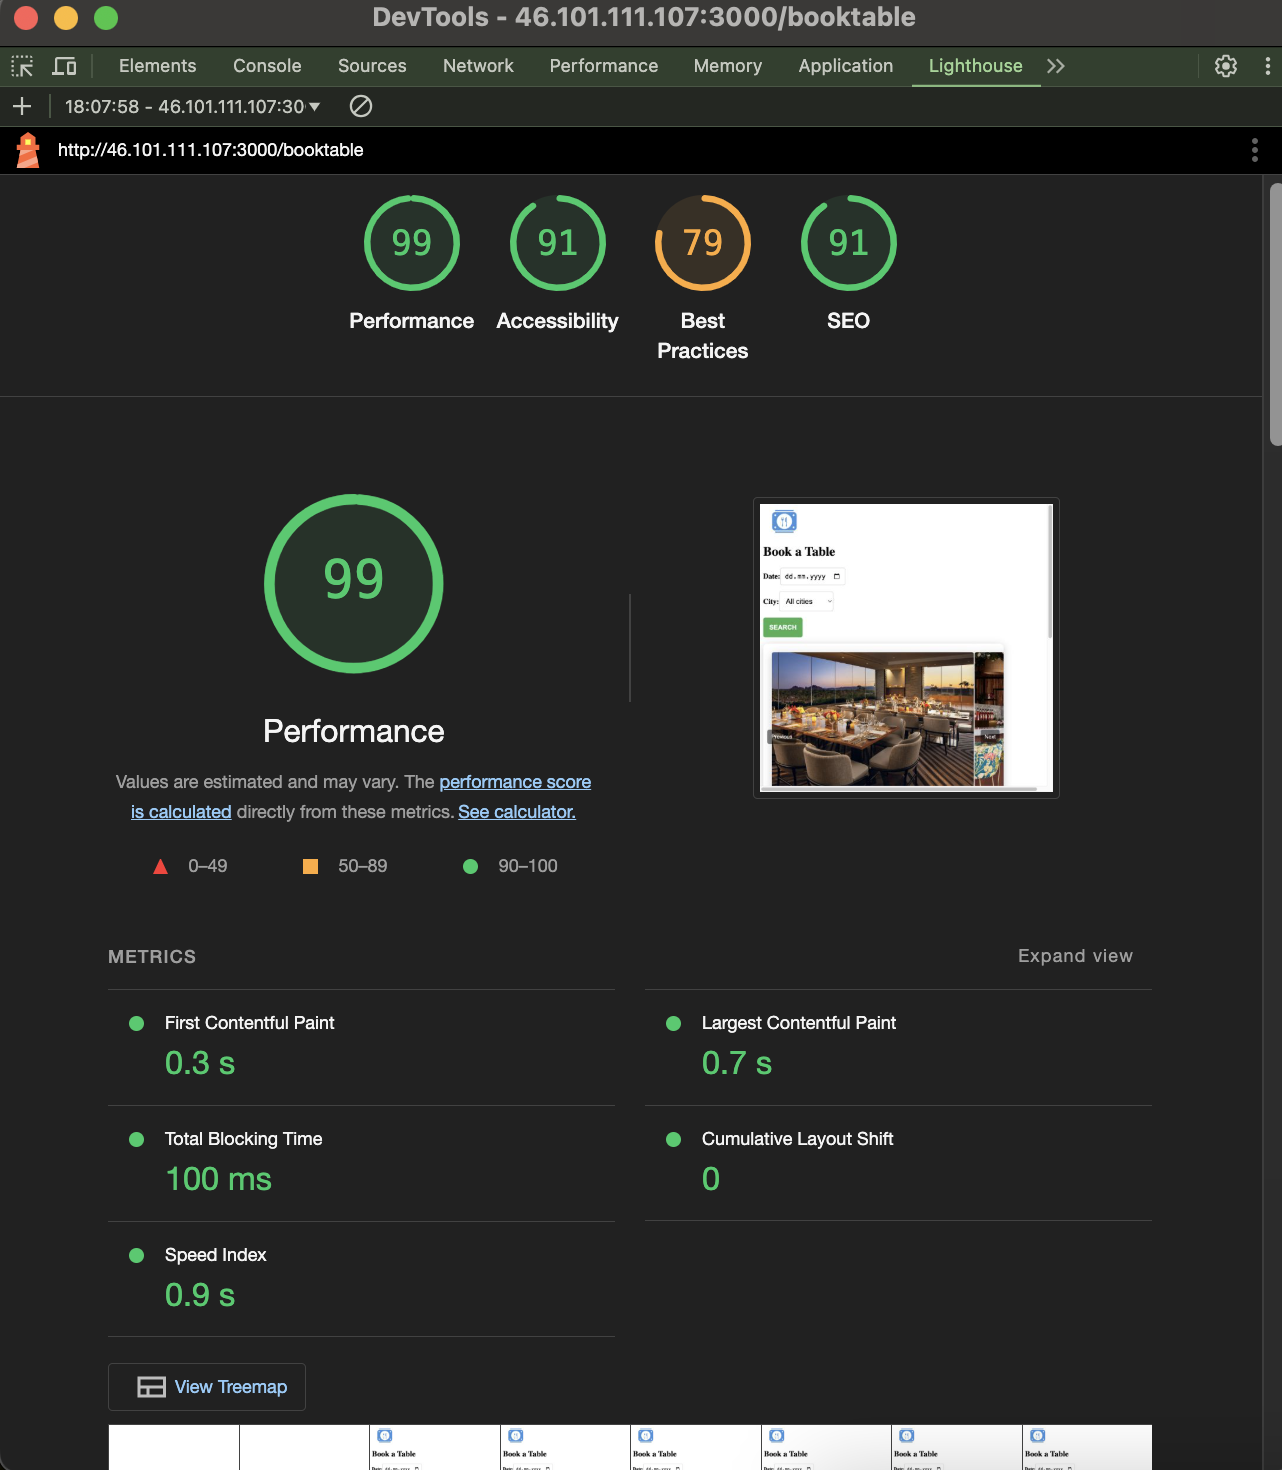 DevTools - 46.101.111.107:3000/booktable
Elements Console Sources Network Performance Memory Application Lighthouse
18:07:58 - 46.101.111.107:30
http://46.101.111.107:3000/booktable
99 91 79 91
Performance Accessibility Best Practices SEO
99
Performance
Values are estimated and may vary. The performance score
is calculated directly from these metrics. See calculator.
0–49 50–89 90–100
Book a Table
Date: dd.mm.yyyy
City: All cities
SEARCH
Previous Next
METRICS Expand view
First Contentful Paint
0.3 s
Largest Contentful Paint
0.7 s
Total Blocking Time
100 ms
Cumulative Layout Shift
0
Speed Index
0.9 s
View Treemap
Book a Table Book a Table Book a Table Book a Table Book a Table Book a Table